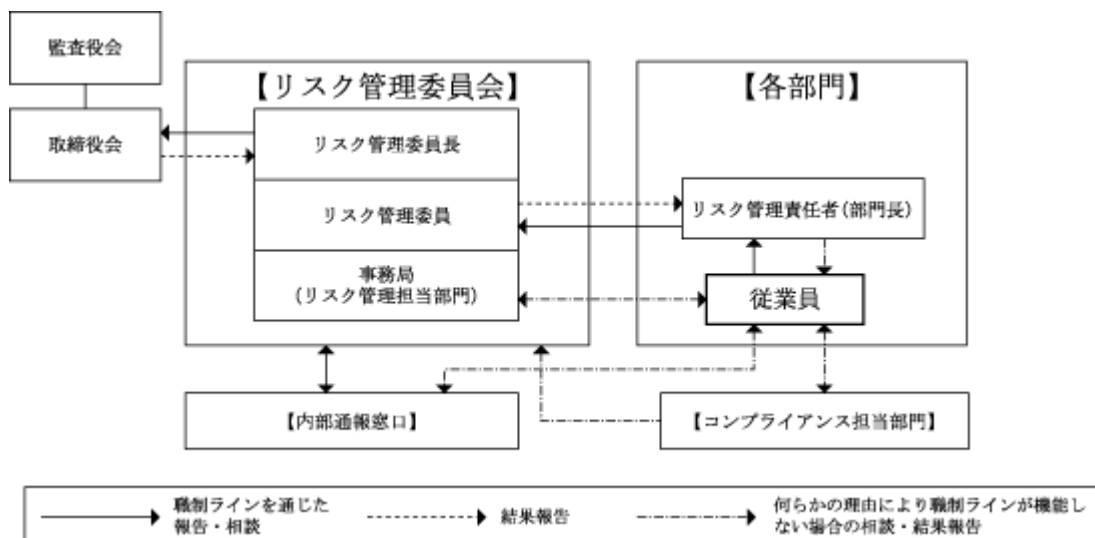 監査役会
取締役会
【リスク管理委員会】
リスク管理委員長
リスク管理委員
事務局
(リスク管理担当部門)
【各部門】
リスク管理責任者(部門長)
従業員
【内部通報窓口】
【コンプライアンス担当部門】
職制ラインを通じた
報告・相談
結果報告
何らかの理由により職制ラインが機能し
ない場合の相談・結果報告